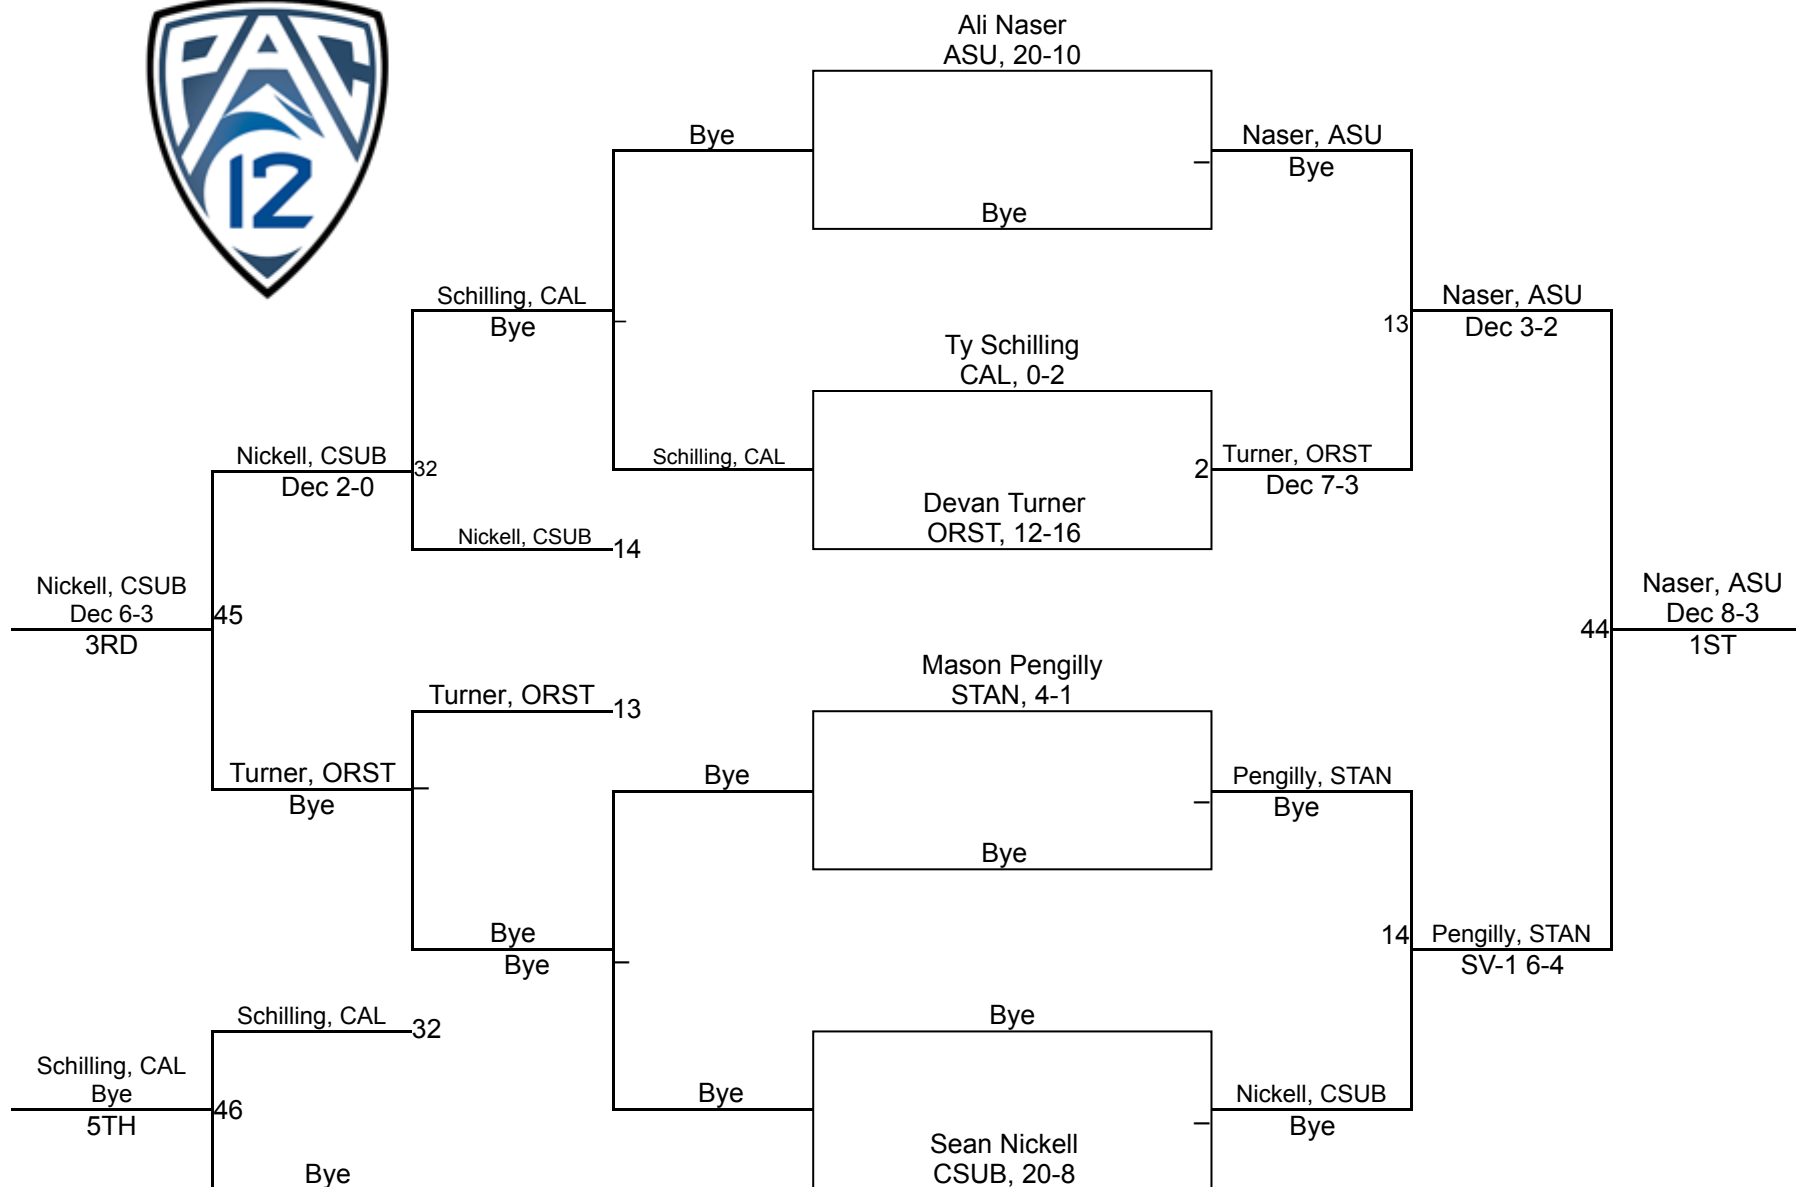 PAC
12
Ali Naser
ASU, 20-10
Bye
Naser, ASU
Bye
Bye
Schilling, CAL
Bye
Naser, ASU
13
Dec 3-2
Ty Schilling
CAL, 0-2
Nickell, CSUB
32
Dec 2-0
Schilling, CAL
2
Turner, ORST
Dec 7-3
Devan Turner
ORST, 12-16
Nickell, CSUB
14
Nickell, CSUB
Dec 6-3
45
3RD
Naser, ASU
Dec 8-3
44
1ST
Mason Pengilly
STAN, 4-1
Turner, ORST
13
Turner, ORST
Bye
Bye
Pengilly, STAN
Bye
Bye
Bye
Bye
14
Pengilly, STAN
SV-1 6-4
Schilling, CAL
32
Bye
Schilling, CAL
Bye
46
5TH
Bye
Nickell, CSUB
Bye
Sean Nickell
CSUB, 20-8
Bye